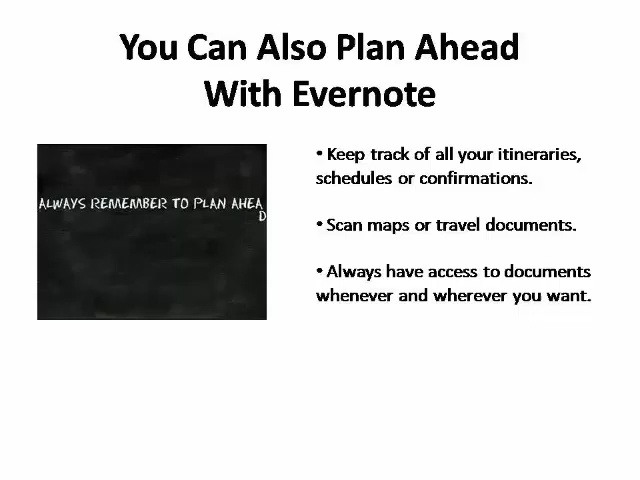 You Can Also Plan Ahead
With Evernote
ALWAYS REMEMBER TO PLAN AHEA
D
• Keep track of all your itineraries,
schedules or confirmations.
• Scan maps or travel documents.
• Always have access to documents
whenever and wherever you want.